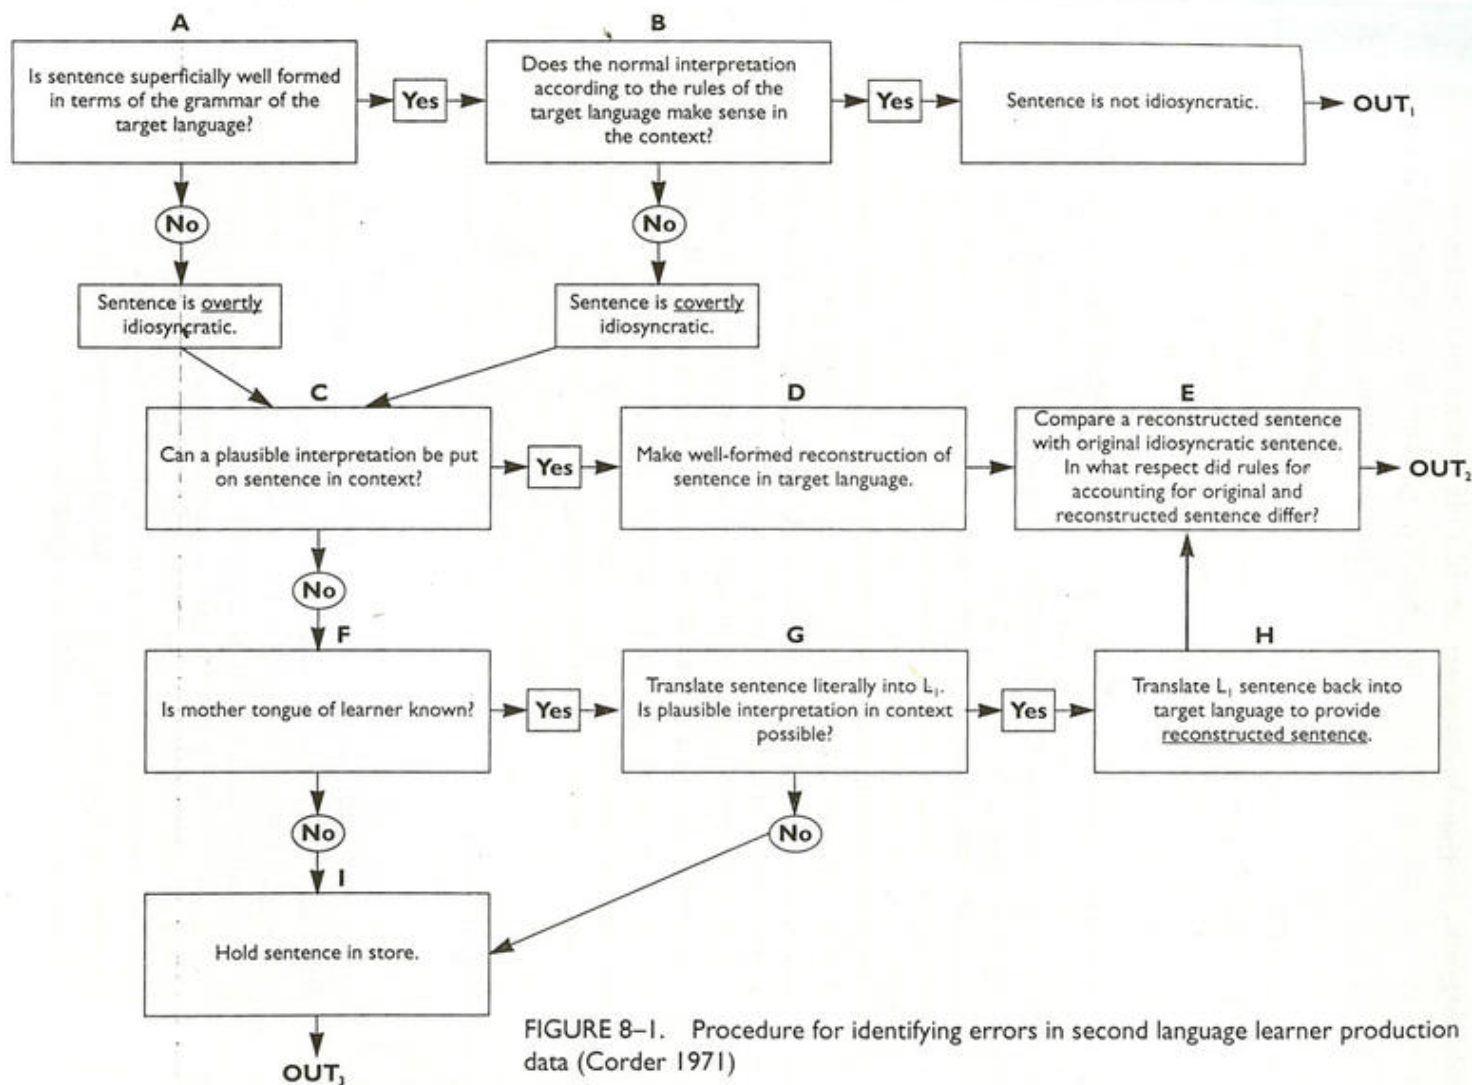 A
Is sentence superficially well formed
in terms of the grammar of the
target language?
Yes
B
Does the normal interpretation
according to the rules of the
target language make sense in
the context?
Yes
Sentence is not idiosyncratic.
OUT₁
No
No
Sentence is overtly
idiosyncratic.
Sentence is covertly
idiosyncratic.
C
Can a plausible interpretation be put
on sentence in context?
Yes
D
Make well-formed reconstruction of
sentence in target language.
E
Compare a reconstructed sentence
with original idiosyncratic sentence.
In what respect did rules for
accounting for original and
reconstructed sentence differ?
OUT₂
No
F
Is mother tongue of learner known?
Yes
G
Translate sentence literally into L₁.
Is plausible interpretation in context
possible?
Yes
H
Translate L₁ sentence back into
target language to provide
reconstructed sentence.
No
No
I
Hold sentence in store.
OUT₃
FIGURE 8–1. Procedure for identifying errors in second language learner production
data (Corder 1971)